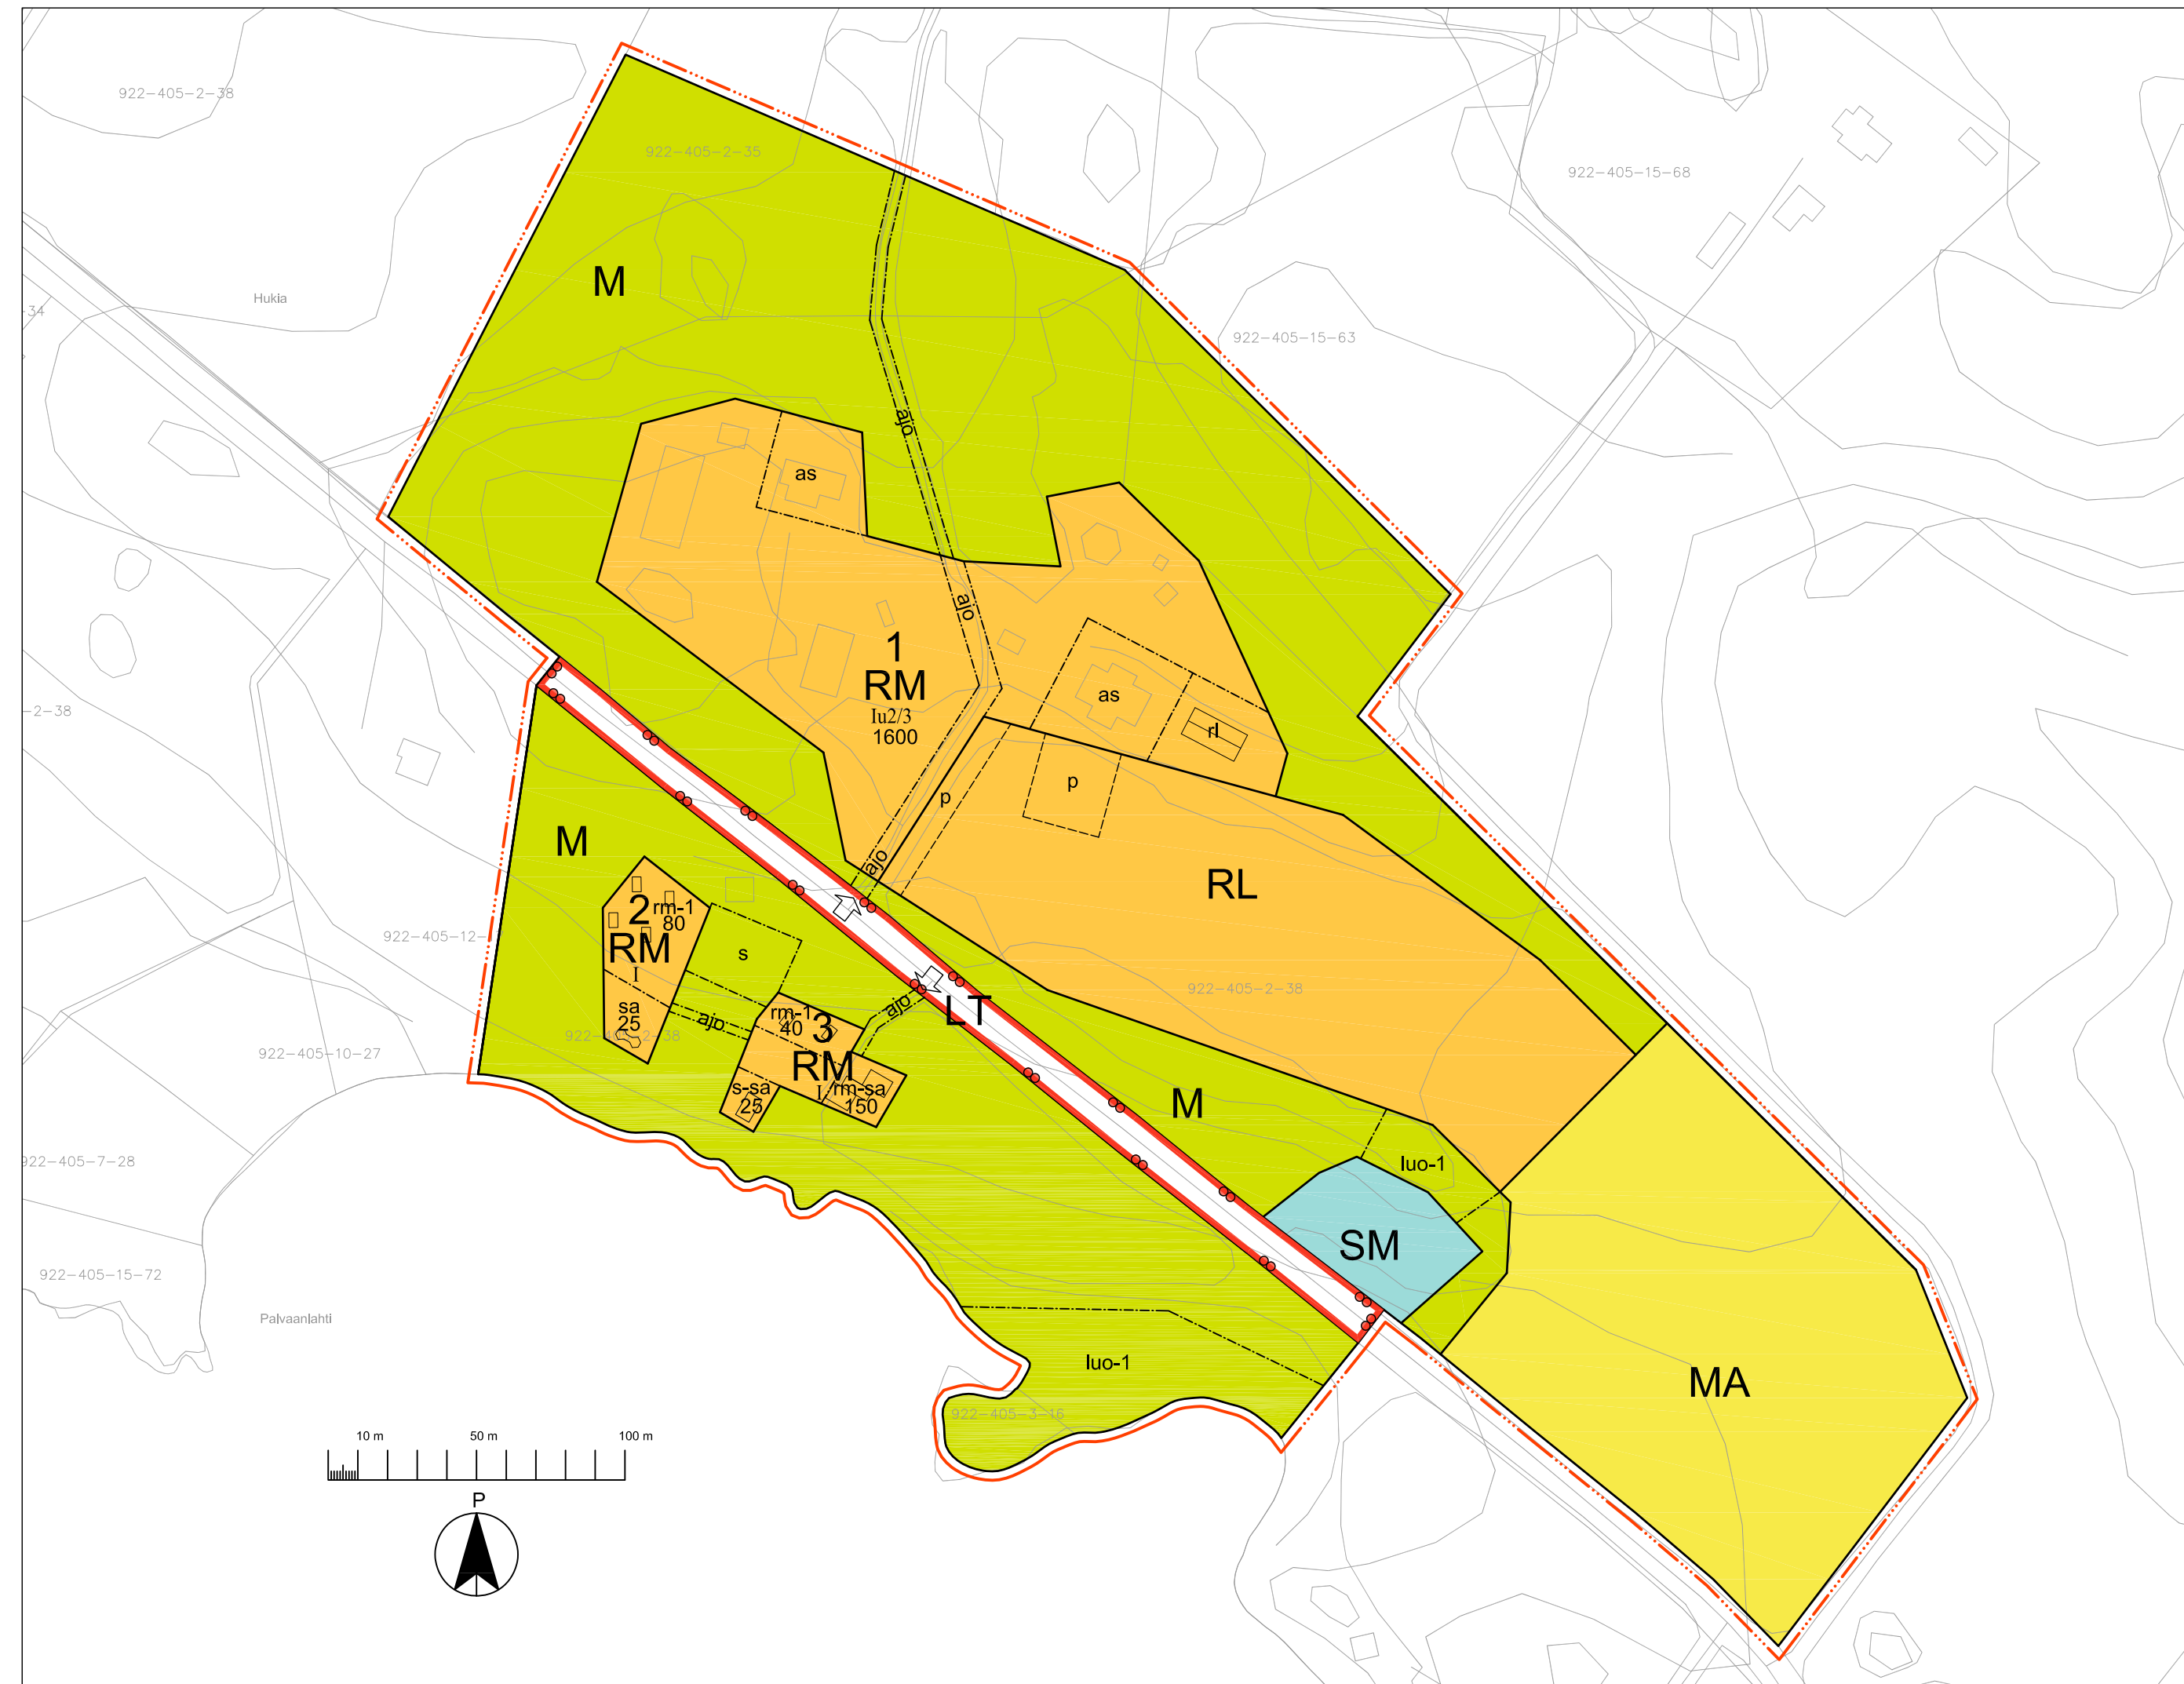 922-405-2-38
922-405-2-35
922-405-15-68
M
Hukia
34
922-405-15-63
ajo
as
ajo
1
RM
Iu2/3
1600
as
rl
-2-38
p
p
M
ajo
RL
2
rm-1
80
RM
I
922-405-12-
s
sa
25
922-405-2-38
ajo
rm-1
40
3
RM
I
ajo
LT
922-405-2-38
922-405-10-27
s-sa
25
rm-sa
150
M
luo-1
922-405-7-28
SM
922-405-15-72
Palvaanlahti
luo-1
MA
922-405-3-16
10 m
50 m
100 m
P